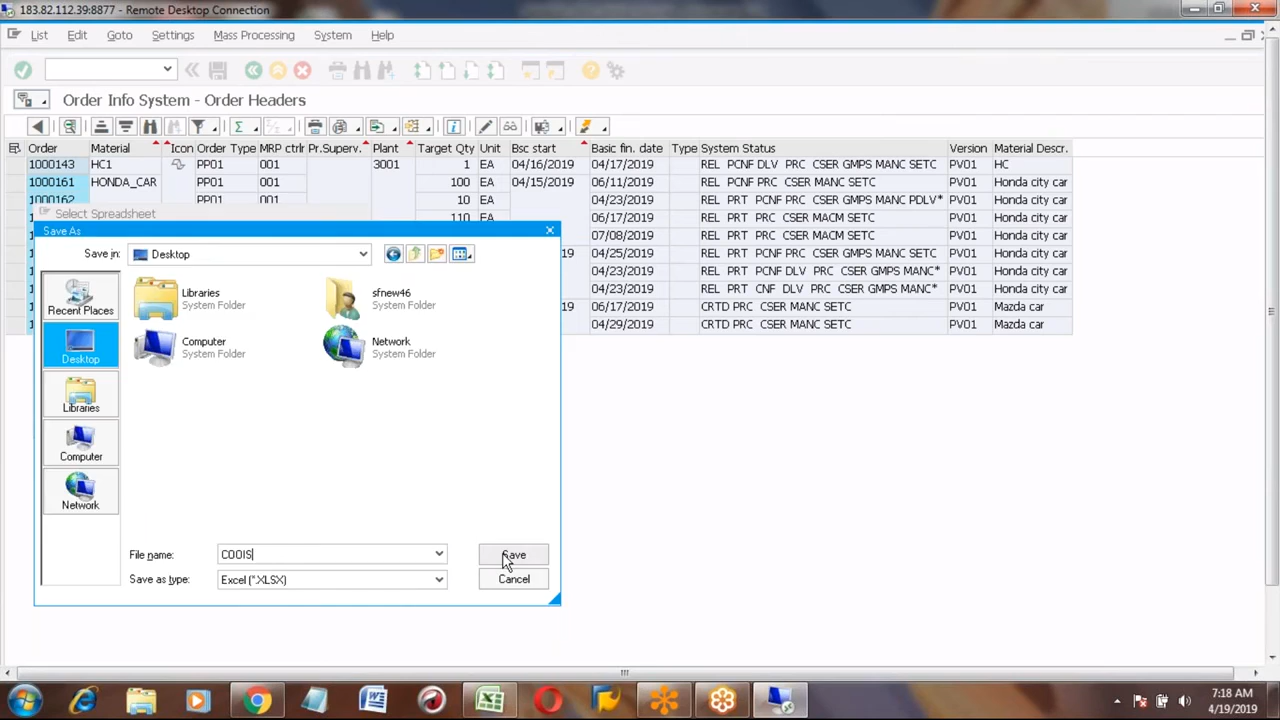 183.82.112.39:8877 - Remote Desktop Connection
List Edit Goto Settings Mass Processing System Help
Order Info System - Order Headers
Order Material Icon Order Type MRP ctrlr Pr.Superv. Plant Target Qty Unit Bsc start Basic fin. date Type System Status Version Material Descr.
1000143 HC1 PP01 001 3001 1 EA 04/16/2019 04/17/2019 REL PCNF DLV PRC CSER GMPS MANC SETC PV01 HC
1000161 HONDA_CAR PP01 001 100 EA 04/15/2019 06/11/2019 REL PCNF PRC CSER MANC SETC PV01 Honda city car
1000162 PP01 001 10 EA 04/23/2019 REL PRT PCNF PRC CSER GMPS MANC PDLV* PV01 Honda city car
110 EA 06/17/2019 REL PRT PRC CSER MACM SETC PV01 Honda city car
07/08/2019 REL PRT PRC CSER MACM SETC PV01 Honda city car
19 04/25/2019 REL PCNF PRC CSER GMPS MANC SETC PV01 Honda city car
04/23/2019 REL PRT PCNF DLV PRC CSER GMPS MANC* PV01 Honda city car
04/23/2019 REL PRT CNF DLV PRC CSER GMPS MANC* PV01 Honda city car
19 06/17/2019 CRTD PRC CSER MANC SETC PV01 Mazda car
04/29/2019 CRTD PRC CSER MANC SETC PV01 Mazda car
Select Spreadsheet
Save As
Save in: Desktop
Recent Places
Desktop
Libraries
Computer
Network
Libraries
System Folder
sfnew46
System Folder
Computer
System Folder
Network
System Folder
File name: COOIS Save
Save as type: Excel (*.XLSX) Cancel
7:18 AM
4/19/2019